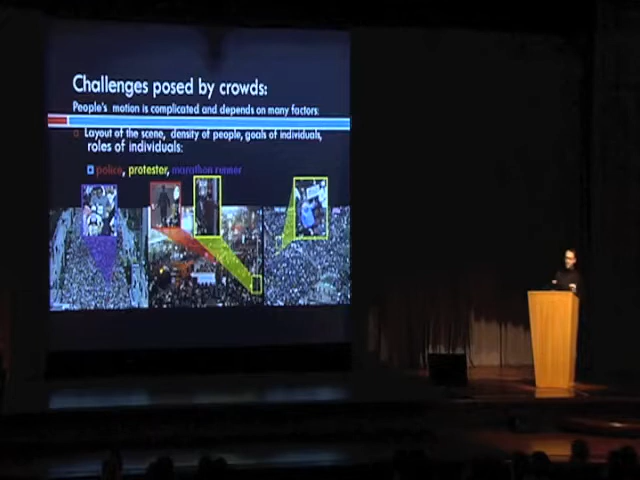 Challenges posed by crowds:
People's motion is complicated and depends on many factors:
Layout of the scene, density of people, goals of individuals,
roles of individuals:
police, protester, marathon runner